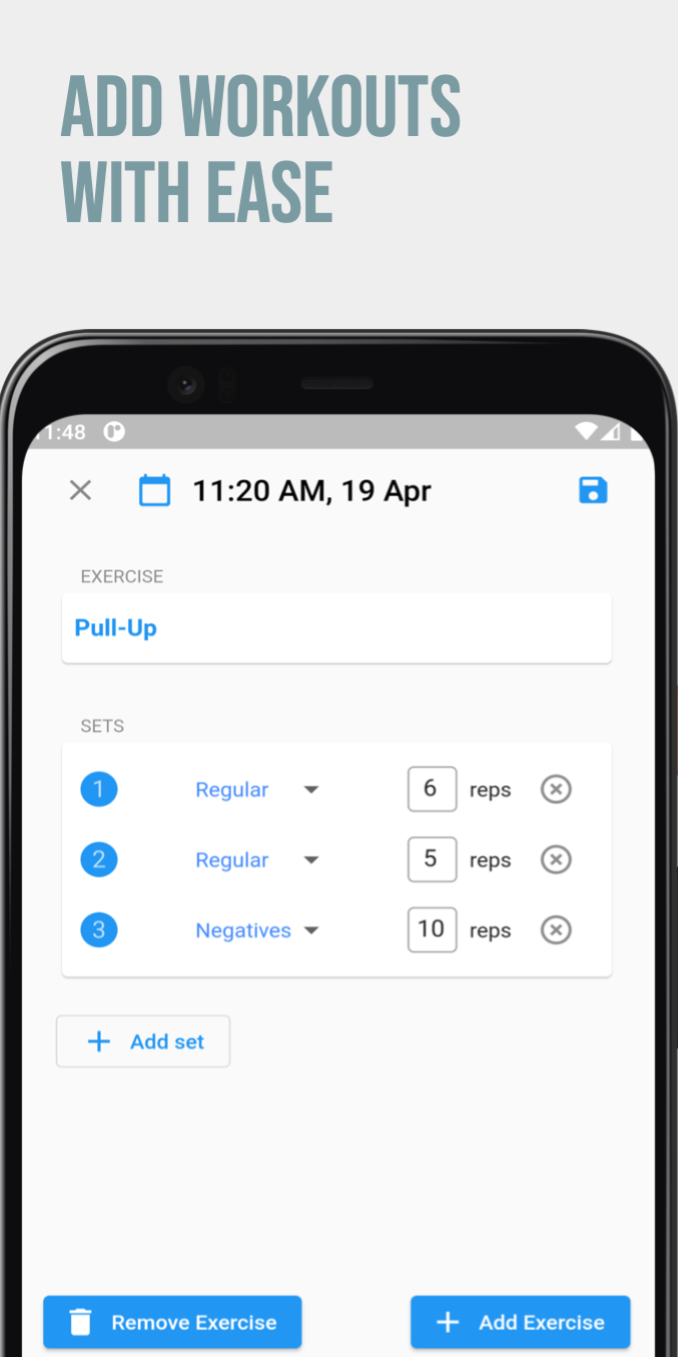 ADD WORKOUTS
WITH EASE
11:48
11:20 AM, 19 Apr
EXERCISE
Pull-Up
SETS
1 Regular 6 reps
2 Regular 5 reps
3 Negatives 10 reps
Add set
Remove Exercise Add Exercise